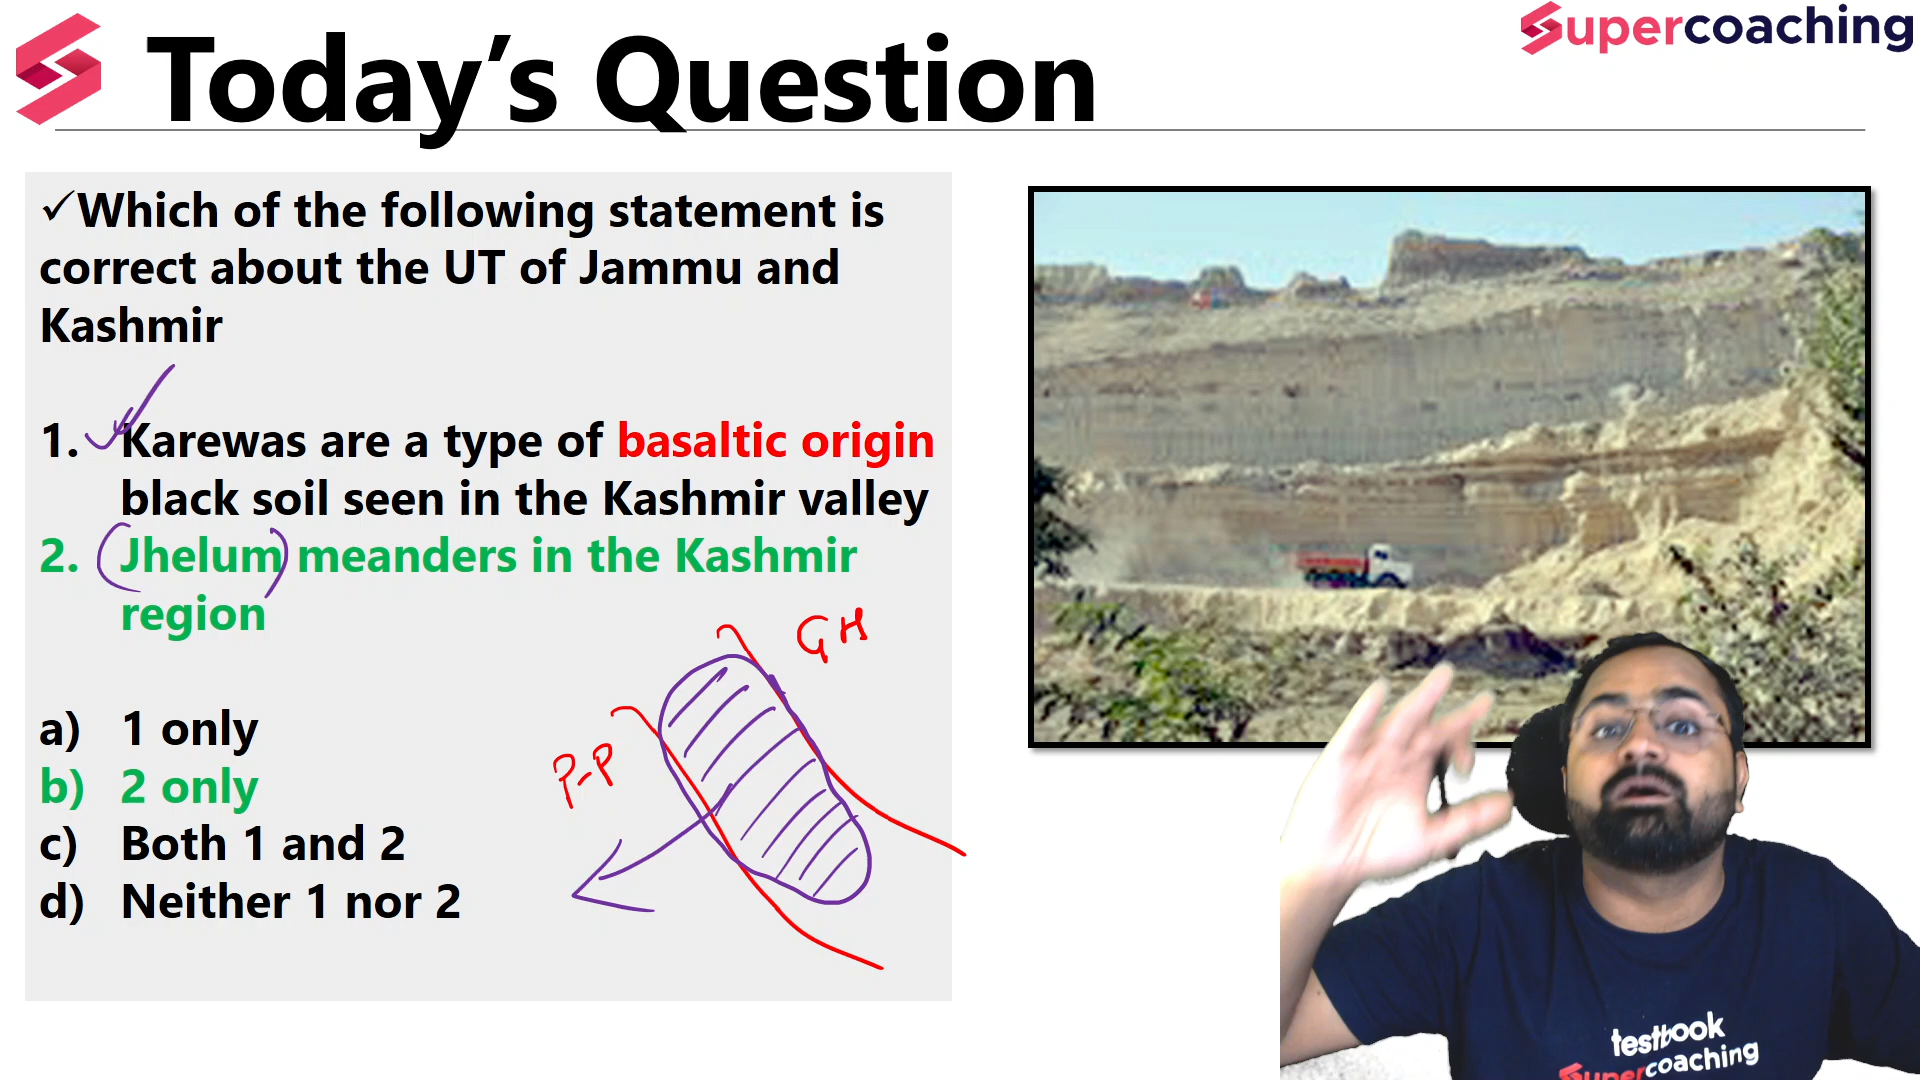 Today's Question
Supercoaching
✓Which of the following statement is
correct about the UT of Jammu and
Kashmir
1. Karewas are a type of basaltic origin
black soil seen in the Kashmir valley
2. Jhelum meanders in the Kashmir
region
GH
P-P
a) 1 only
b) 2 only
c) Both 1 and 2
d) Neither 1 nor 2
testbook
Supercoaching